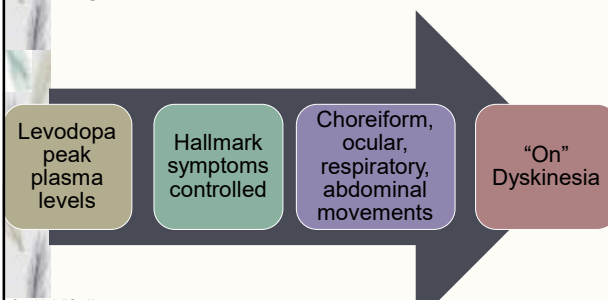 Levodopa
peak
plasma
levels
Hallmark
symptoms
controlled
Choreiform,
ocular,
respiratory,
abdominal
movements
“On”
Dyskinesia